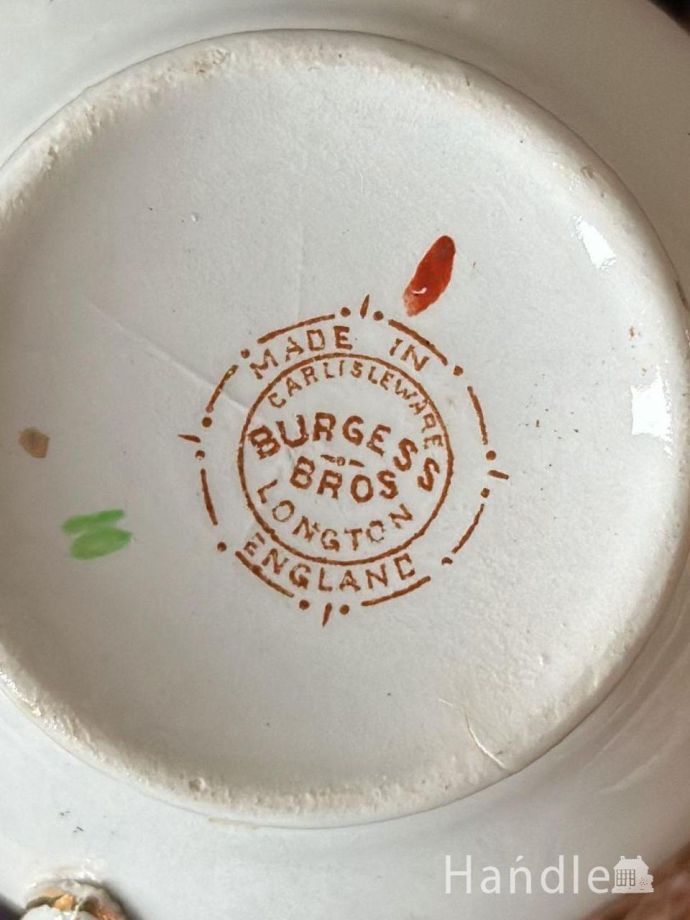 MADE IN
CARLISLEWARE
BURGESS
BROS
LONGTON
ENGLAND
Handle